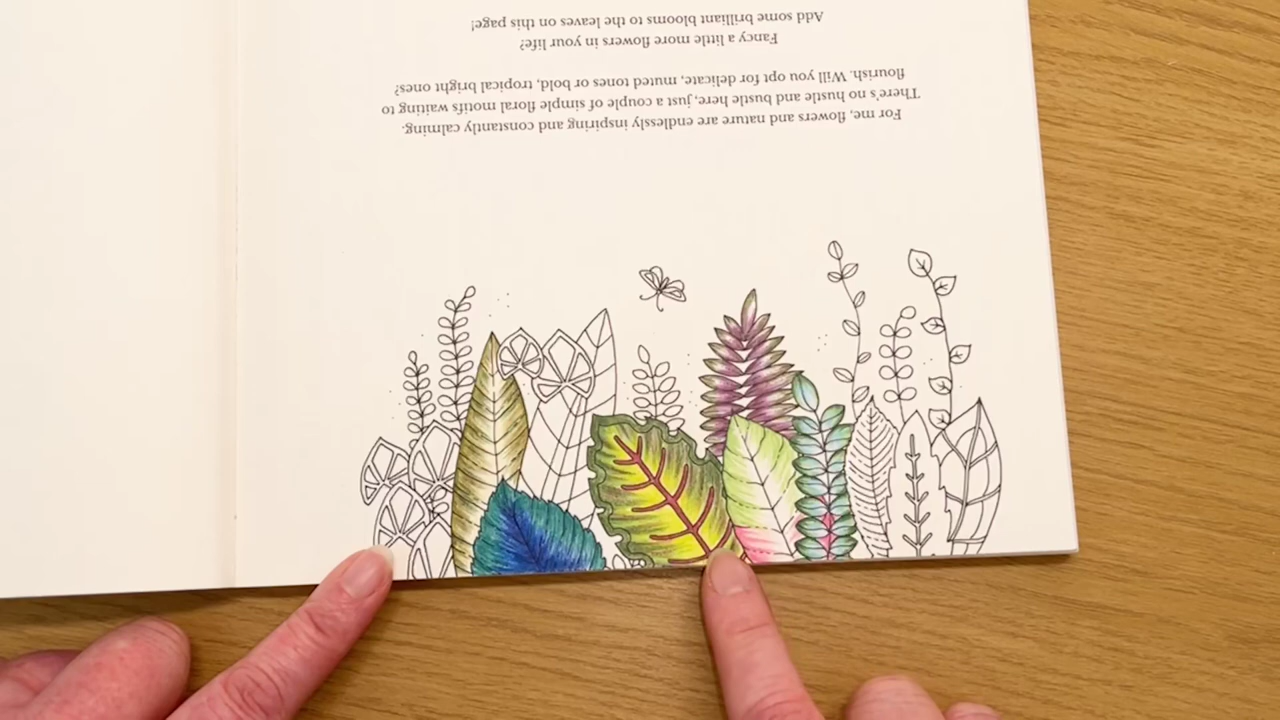 For me, flowers and nature are endlessly inspiring and constantly calming.
There's no hustle and bustle here, just a couple of simple floral motifs waiting to
flourish. Will you opt for delicate, muted tones or bold, tropical bright ones?
Fancy a little more flowers in your life?
Add some brilliant blooms to the leaves on this page!